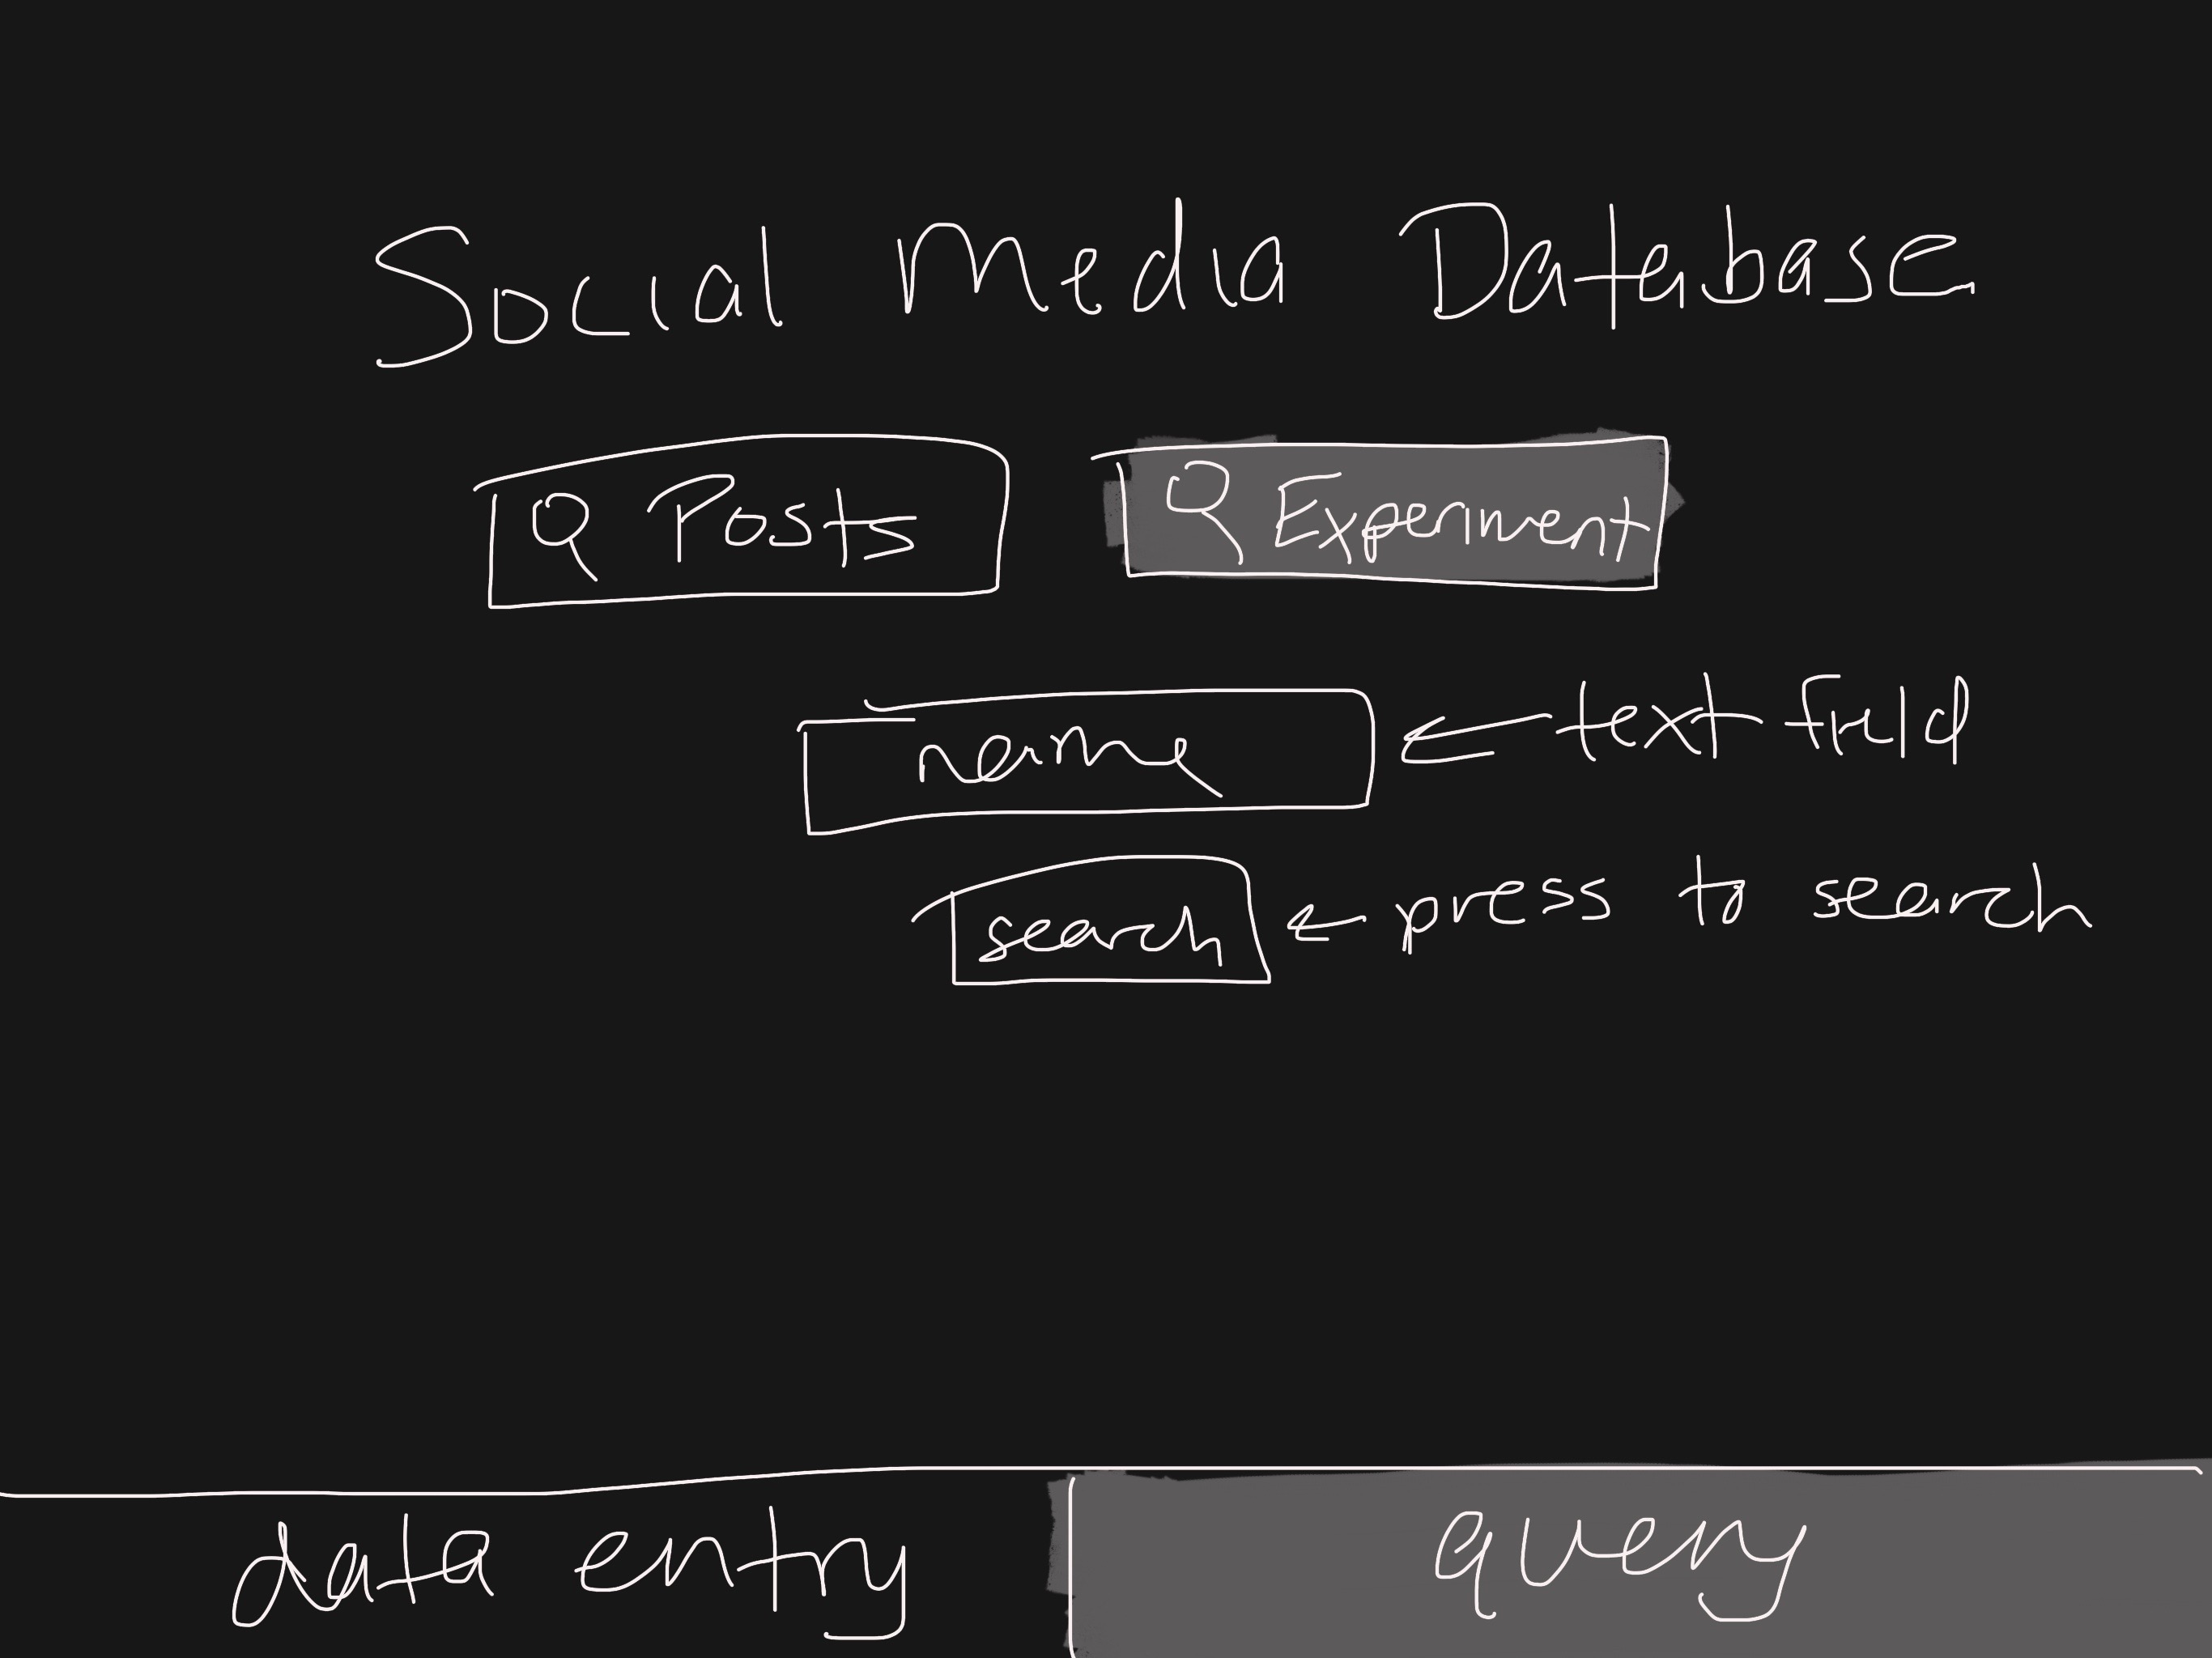 Social Media Database
Posts
Experiment
name
text field
search
press to search
data entry
query